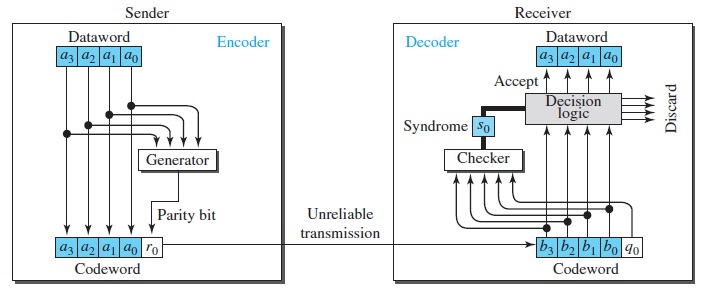 Sender
Encoder
Dataword
a3 a2 a1 a0
Generator
Parity bit
a3 a2 a1 a0 r0
Codeword
Unreliable
transmission
Receiver
Decoder
Dataword
a3 a2 a1 a0
Accept
Decision
logic
Discard
Syndrome s0
Checker
b3 b2 b1 b0 q0
Codeword